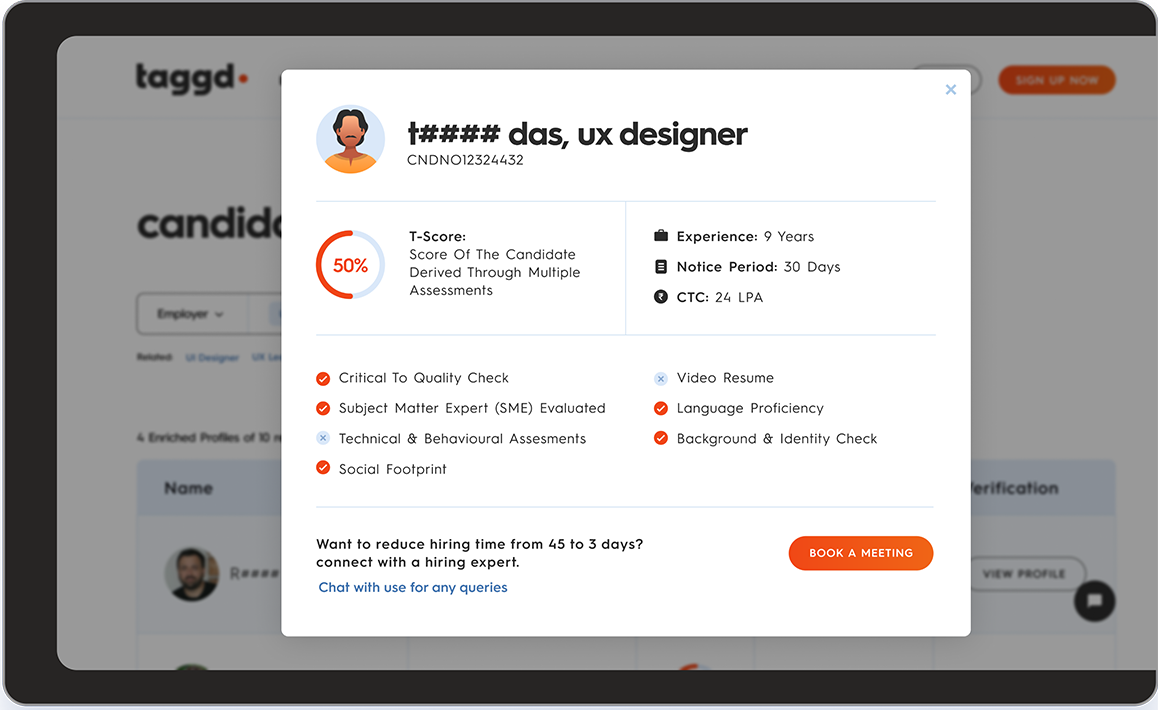 taggd
SIGN UP NOW
t#### das, ux designer
CNDNO12324432
candida
50%
T-Score:
Score Of The Candidate
Derived Through Multiple
Assessments
Experience: 9 Years
Notice Period: 30 Days
CTC: 24 LPA
Employer
Related: UI Designer
Critical To Quality Check
Subject Matter Expert (SME) Evaluated
Technical & Behavioural Assesments
Social Footprint
Video Resume
Language Proficiency
Background & Identity Check
4 Enriched Profiles of 10
Name
Verification
R####
VIEW PROFILE
Want to reduce hiring time from 45 to 3 days?
connect with a hiring expert.
Chat with use for any queries
BOOK A MEETING